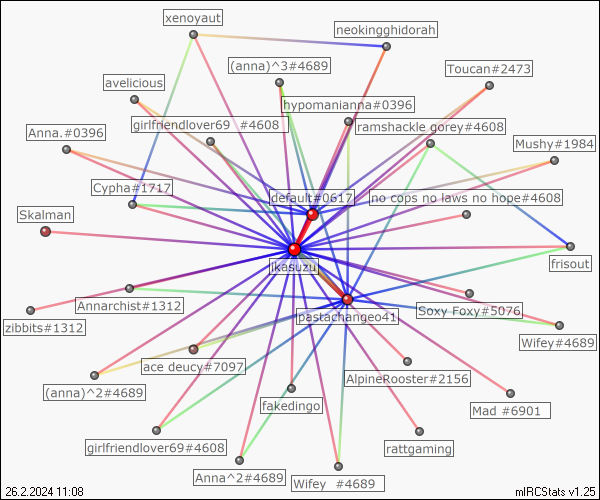 xenoyaut
neokingghidorah
(anna)^3#4689
Toucan#2473
avelicious
hypomanianna#0396
girlfriendlover69 #4608
ramshackle gorey#4608
Anna.#0396
Mushy#1984
Cypha#1717
default#0617
no cops no laws no hope#4608
Skalman
ikasuzu
frisout
Annarchist#1312
Soxy Foxy#5076
pastachangeo41
zibbits#1312
Wifey#4689
ace deucy#7097
AlpineRooster#2156
(anna)^2#4689
fakedingo
Mad #6901
girlfriendlover69#4608
rattgaming
Anna^2#4689
Wifey #4689
26.2.2024 11:08
mIRCStats v1.25